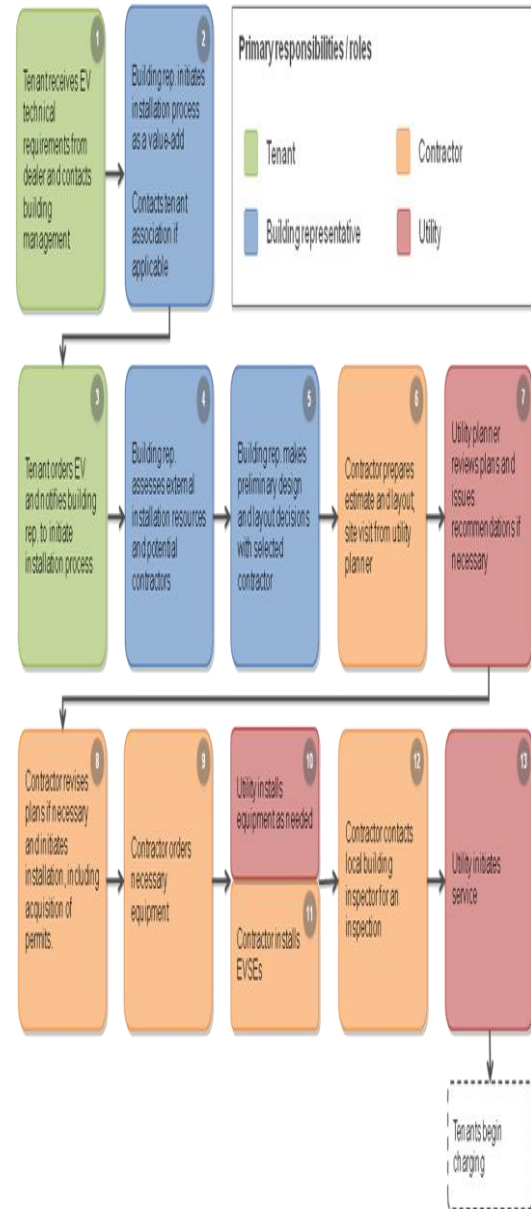 1
Tenant receives EV
technical
requirements from
dealer and contacts
building
management
2
Building rep. initiates
installation process
as a value-add
Contacts tenant
association if
applicable
Primary responsibilities / roles
Tenant
Contractor
Building representative
Utility
3
Tenant orders EV
and notifies building
rep. to initiate
installation process
4
Building rep.
assesses external
installation resources
and potential
contractors
5
Building rep. makes
preliminary design
and layout decisions
with selected
contractor
6
Contractor prepares
estimate and layout,
site visit from utility
planner
7
Utility planner
reviews plans and
issues
recommendations if
necessary
8
Contractor revises
plans if necessary
and initiates
installation, including
acquisition of
permits.
9
Contractor orders
necessary
equipment
10
Utility installs
equipment as needed
11
Contractor installs
EVSEs
12
Contractor contacts
local building
inspector for an
inspection
13
Utility initiates
service
Tenants begin
charging